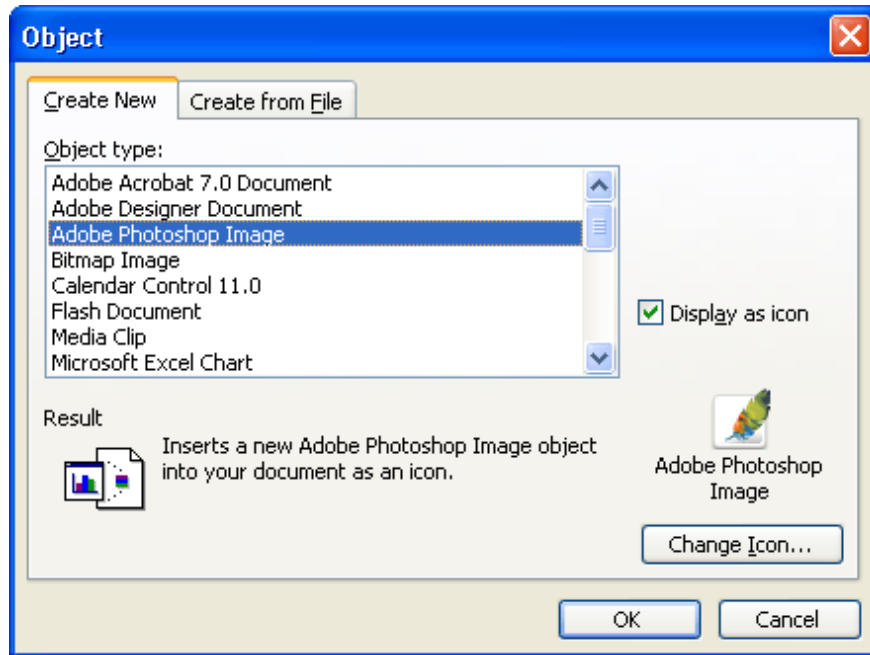 Object
Create New
Create from File
Object type:
Adobe Acrobat 7.0 Document
Adobe Designer Document
Adobe Photoshop Image
Bitmap Image
Calendar Control 11.0
Flash Document
Media Clip
Microsoft Excel Chart
Display as icon
Result
Inserts a new Adobe Photoshop Image object
into your document as an icon.
Adobe Photoshop
Image
Change Icon...
OK
Cancel